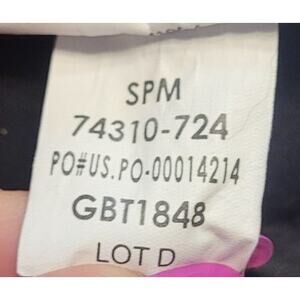 SPM
74310-724
PO#US.PO-00014214
GBT1848
LOT D